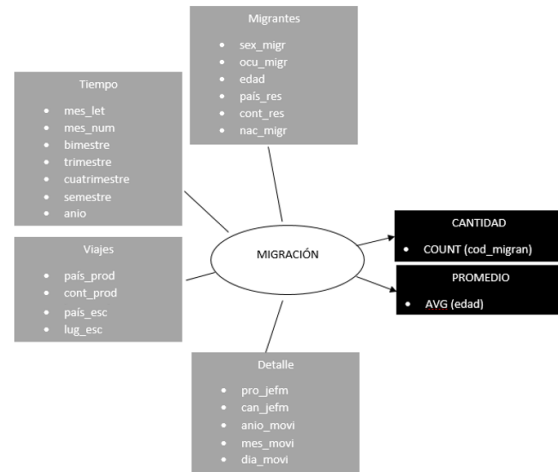 Migrantes
• sex_migr
• ocu_migr
• edad
• país_res
• cont_res
• nac_migr
Tiempo
• mes_let
• mes_num
• bimestre
• trimestre
• cuatrimestre
• semestre
• anio
Viajes
• país_prod
• cont_prod
• país_esc
• lug_esc
MIGRACIÓN
CANTIDAD
• COUNT (cod_migran)
PROMEDIO
• AVG (edad)
Detalle
• pro_jefm
• can_jefm
• anio_movi
• mes_movi
• dia_movi